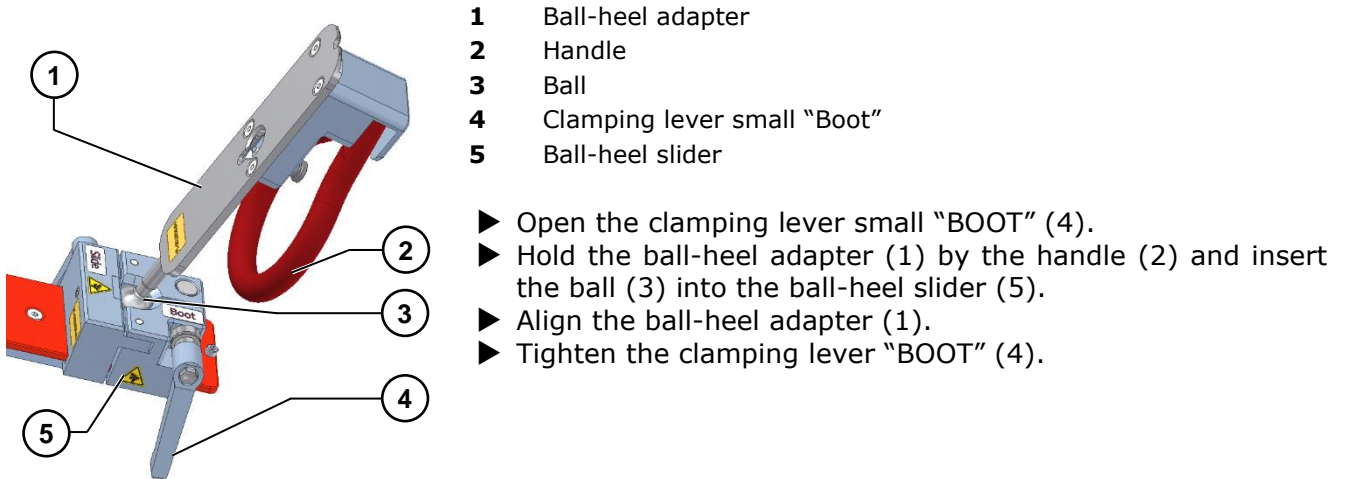 1 Ball-heel adapter
2 Handle
3 Ball
4 Clamping lever small “Boot”
5 Ball-heel slider
▶ Open the clamping lever small “BOOT” (4).
▶ Hold the ball-heel adapter (1) by the handle (2) and insert
the ball (3) into the ball-heel slider (5).
▶ Align the ball-heel adapter (1).
▶ Tighten the clamping lever “BOOT” (4).
1
2
3
4
5
Slide
Boot